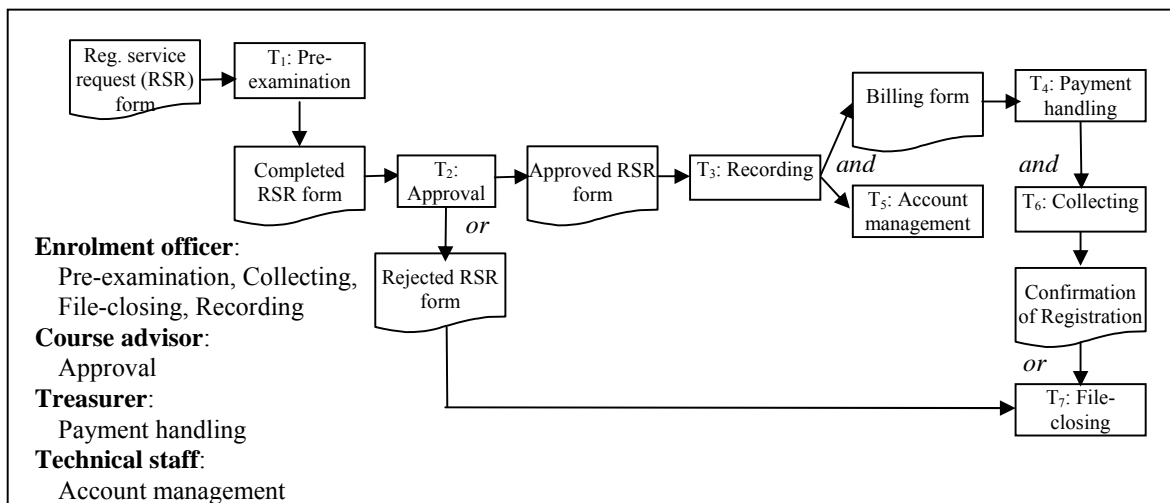 Reg. service
request (RSR)
form
T1: Pre-
examination
Completed
RSR form
T2:
Approval
or
Approved RSR
form
Rejected RSR
form
T3: Recording
and
Billing form
T4: Payment
handling
T5: Account
management
and
T6: Collecting
Confirmation
of Registration
or
T7: File-
closing
Enrolment officer:
Pre-examination, Collecting,
File-closing, Recording
Course advisor:
Approval
Treasurer:
Payment handling
Technical staff:
Account management